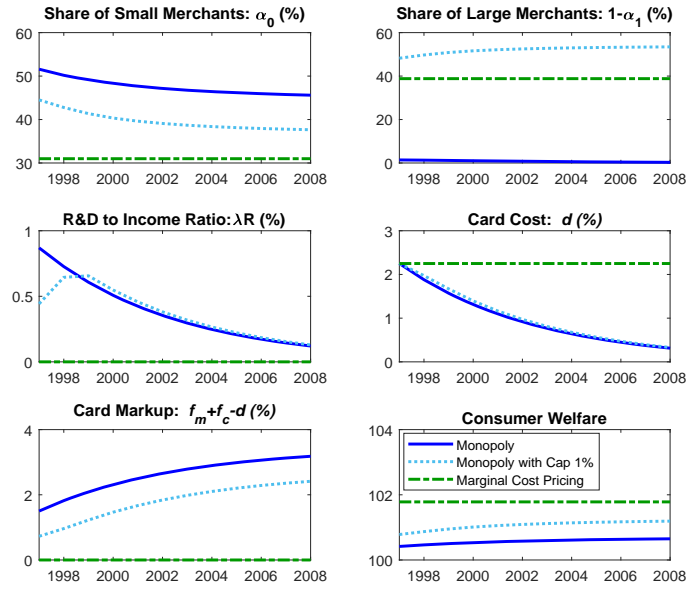 Share of Small Merchants: α₀ (%)
60
50
40
30
1998 2000 2002 2004 2006 2008
Share of Large Merchants: 1-α₁ (%)
60
40
20
0
1998 2000 2002 2004 2006 2008
R&D to Income Ratio:λR (%)
1
0.5
0
1998 2000 2002 2004 2006 2008
Card Cost: d (%)
3
2
1
0
1998 2000 2002 2004 2006 2008
Card Markup: fₘ+f_c-d (%)
4
2
0
1998 2000 2002 2004 2006 2008
Consumer Welfare
104
102
100
Monopoly
Monopoly with Cap 1%
Marginal Cost Pricing
1998 2000 2002 2004 2006 2008